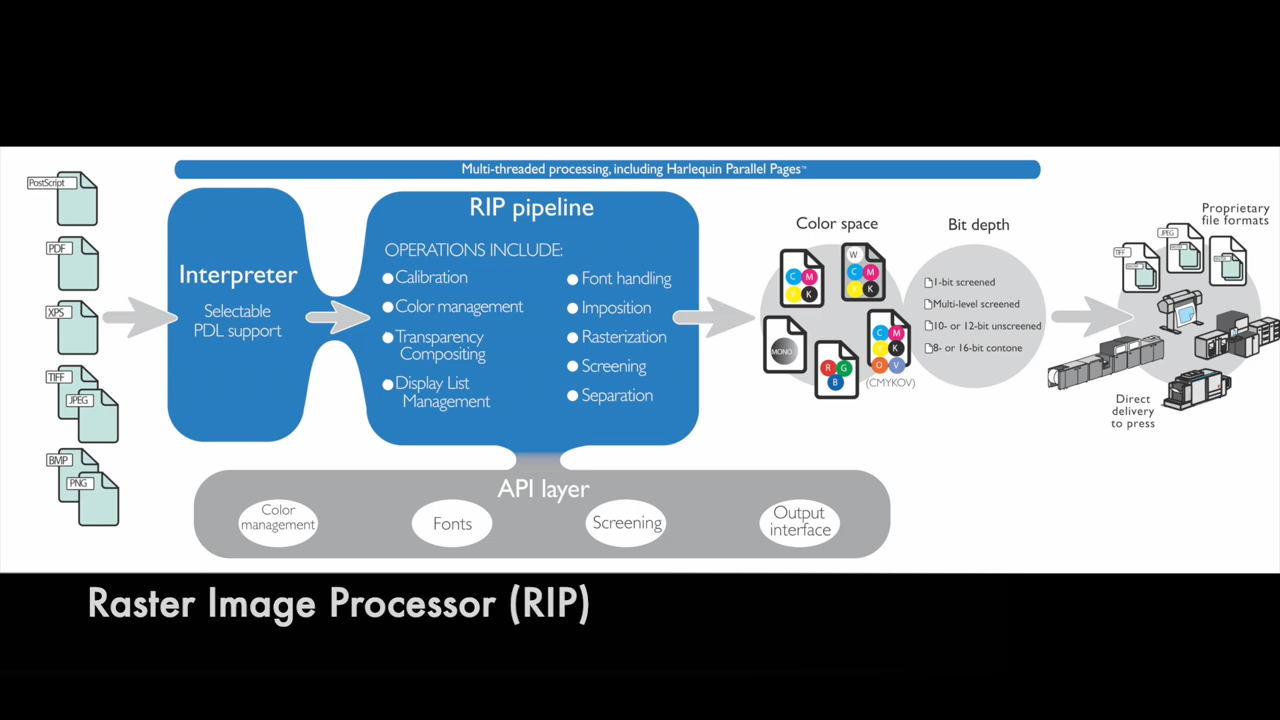 Multi-threaded processing, including Harlequin Parallel Pages™
PostScript
PDF
XPS
TIFF
JPEG
BMP
PNG
Interpreter
Selectable
PDL support
RIP pipeline
OPERATIONS INCLUDE:
Calibration
Color management
Transparency
Compositing
Display List
Management
Font handling
Imposition
Rasterization
Screening
Separation
Color space
C M
Y K
W
C M
Y K
MONO
R G
B
C M
Y K
O V
(CMYKOV)
Bit depth
1-bit screened
Multi-level screened
10- or 12-bit unscreened
8- or 16-bit contone
Proprietary
file formats
TIFF
JPEG
Direct
delivery
to press
API layer
Color
management
Fonts
Screening
Output
interface
Raster Image Processor (RIP)